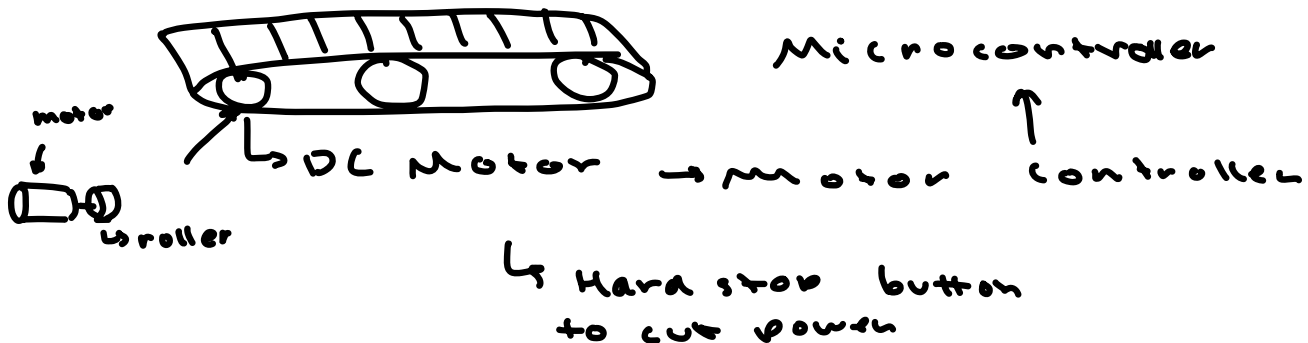 Microcontroller
motor
DC Motor
Motor controller
roller
Hard stop button
to cut power